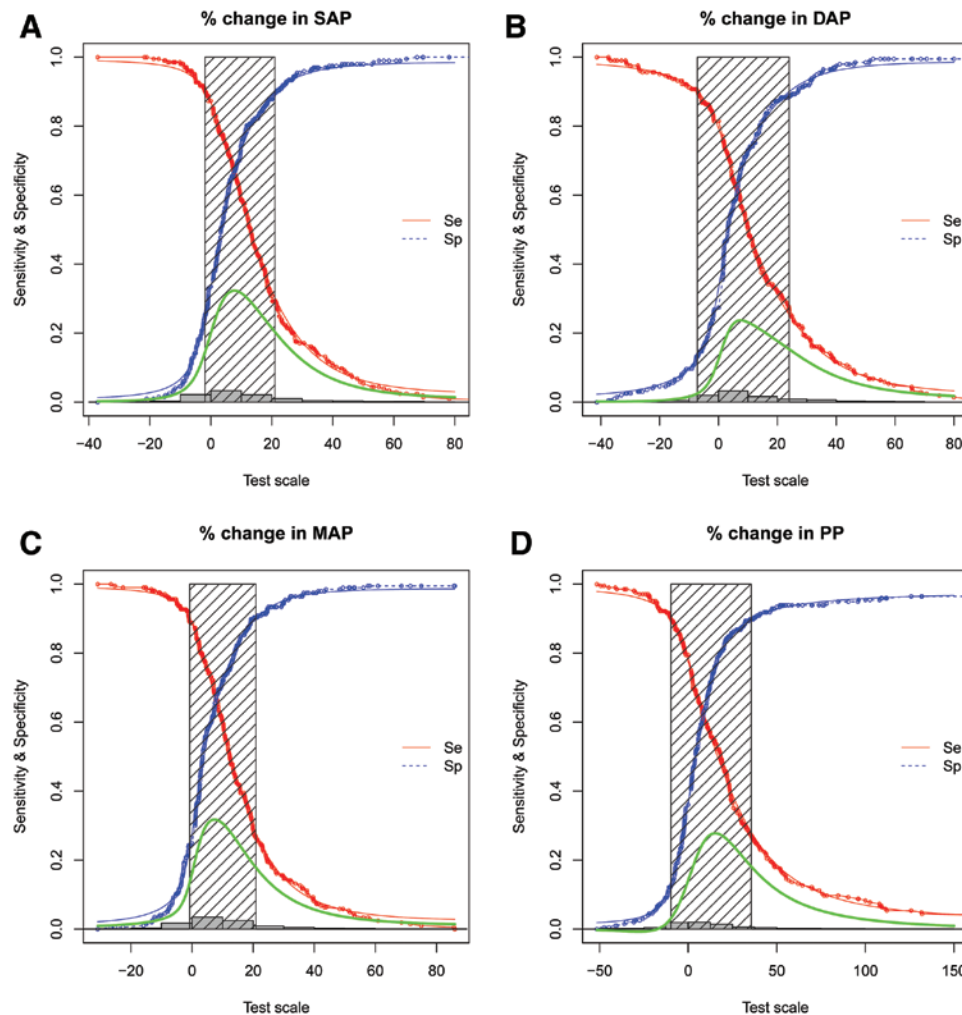 A
% change in SAP
Sensitivity & Specificity
1.0
0.8
0.6
0.4
0.2
0.0
Se
Sp
−40 −20 0 20 40 60 80
Test scale
B
% change in DAP
Sensitivity & Specificity
1.0
0.8
0.6
0.4
0.2
0.0
Se
Sp
−40 −20 0 20 40 60 80
Test scale
C
% change in MAP
Sensitivity & Specificity
1.0
0.8
0.6
0.4
0.2
0.0
Se
Sp
−20 0 20 40 60 80
Test scale
D
% change in PP
Sensitivity & Specificity
1.0
0.8
0.6
0.4
0.2
0.0
Se
Sp
−50 0 50 100 150
Test scale